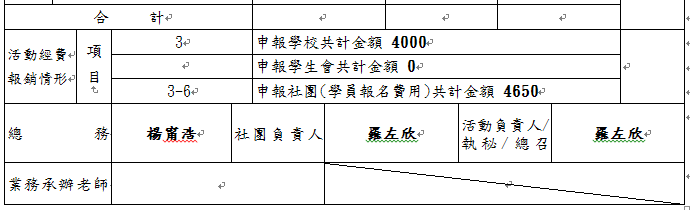 合 計
活動經費報銷情形 項目 3 申報學校共計金額 4000
申報學生會共計金額 0
3-6 申報社團(學員報名費用)共計金額 4650
總 務 楊甯浩 社團負責人 羅左欣 活動負責人/執秘/總召 羅左欣
業務承辦老師